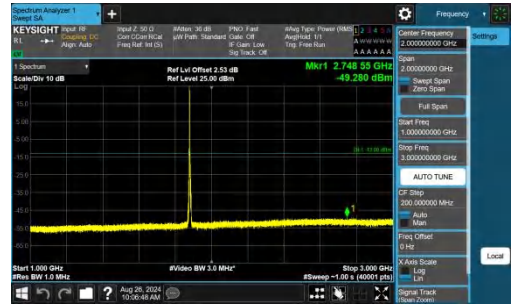 Spectrum Analyzer 1
Swept SA
+
Frequency
KEYSIGHT Input: RF
Coupling: DC
Align: Auto
RL
Input Z: 50 Ω
Corr CCorr RCal
Freq Ref: Int (S)
#Atten: 30 dB
µW Path: Standard
PNO: Fast
Gate: Off
IF Gain: Low
Sig Track: Off
#Avg Type: Power (RMS)
Avg|Hold: 1/1
Trig: Free Run
1 Spectrum
Scale/Div 10 dB
Log
Ref Lvl Offset 2.53 dB
Ref Level 25.00 dBm
Mkr1 2.748 55 GHz
-49.280 dBm
15.0
5.00
-5.00
-15.0
-25.0
-35.0
-45.0
-55.0
-65.0
1
Start 1.000 GHz
#Res BW 1.0 MHz
#Video BW 3.0 MHz*
Stop 3.000 GHz
#Sweep ~1.00 s (40001 pts)
Center Frequency
2.000000000 GHz
Settings
Span
2.00000000 GHz
Swept Span
Zero Span
Full Span
Start Freq
1.000000000 GHz
Stop Freq
3.000000000 GHz
AUTO TUNE
CF Step
200.000000 MHz
Auto
Man
Freq Offset
0 Hz
X Axis Scale
Log
Lin
Signal Track
(Span Zoom)
Local
?
Aug 26, 2024
10:06:48 AM